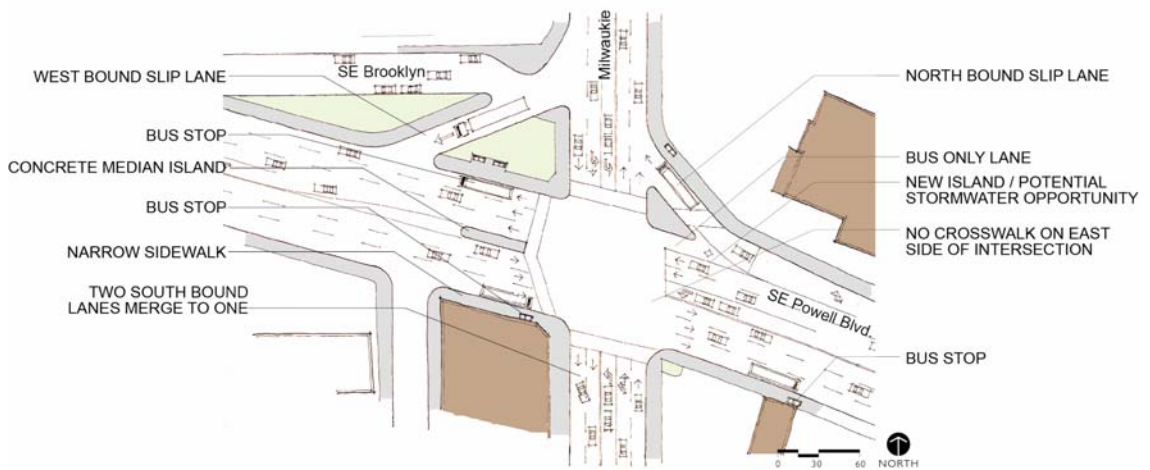 WEST BOUND SLIP LANE
BUS STOP
CONCRETE MEDIAN ISLAND
BUS STOP
NARROW SIDEWALK
TWO SOUTH BOUND
LANES MERGE TO ONE
SE Brooklyn
Milwaukie
SE Powell Blvd.
NORTH BOUND SLIP LANE
BUS ONLY LANE
NEW ISLAND / POTENTIAL
STORMWATER OPPORTUNITY
NO CROSSWALK ON EAST
SIDE OF INTERSECTION
BUS STOP
0 30 60
NORTH